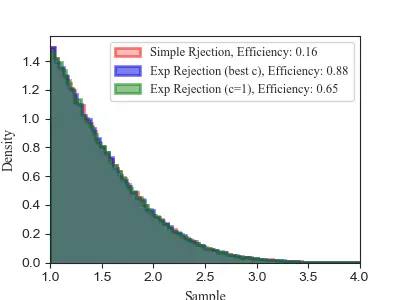 Simple Rjection, Efficiency: 0.16
Exp Rejection (best c), Efficiency: 0.88
Exp Rejection (c=1), Efficiency: 0.65
Density
1.4
1.2
1.0
0.8
0.6
0.4
0.2
0.0
1.0 1.5 2.0 2.5 3.0 3.5 4.0
Sample